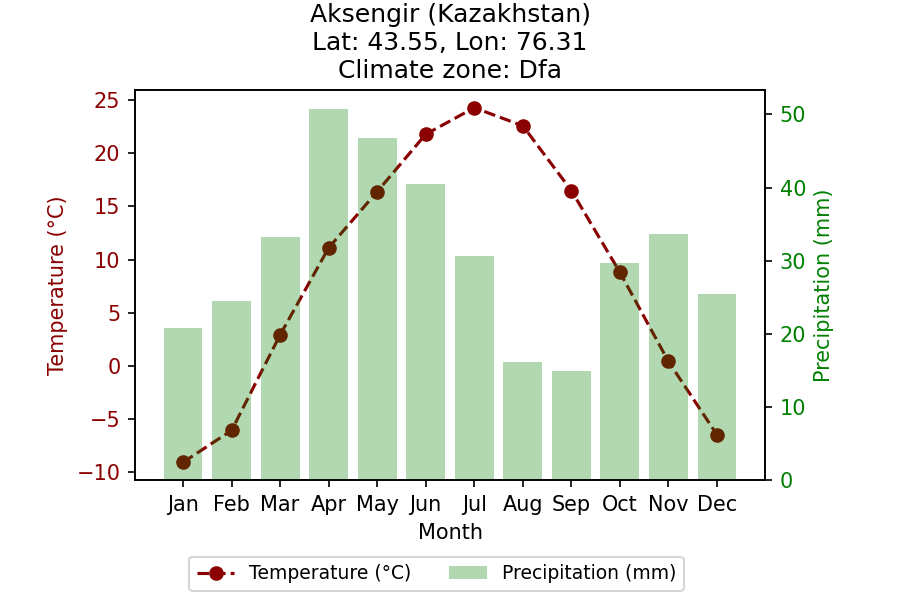 Aksengir (Kazakhstan)
Lat: 43.55, Lon: 76.31
Climate zone: Dfa
Temperature (°C)
25
20
15
10
5
0
−5
−10
Jan Feb Mar Apr May Jun Jul Aug Sep Oct Nov Dec
Month
50
40
30
20
10
0
Precipitation (mm)
Temperature (°C) Precipitation (mm)